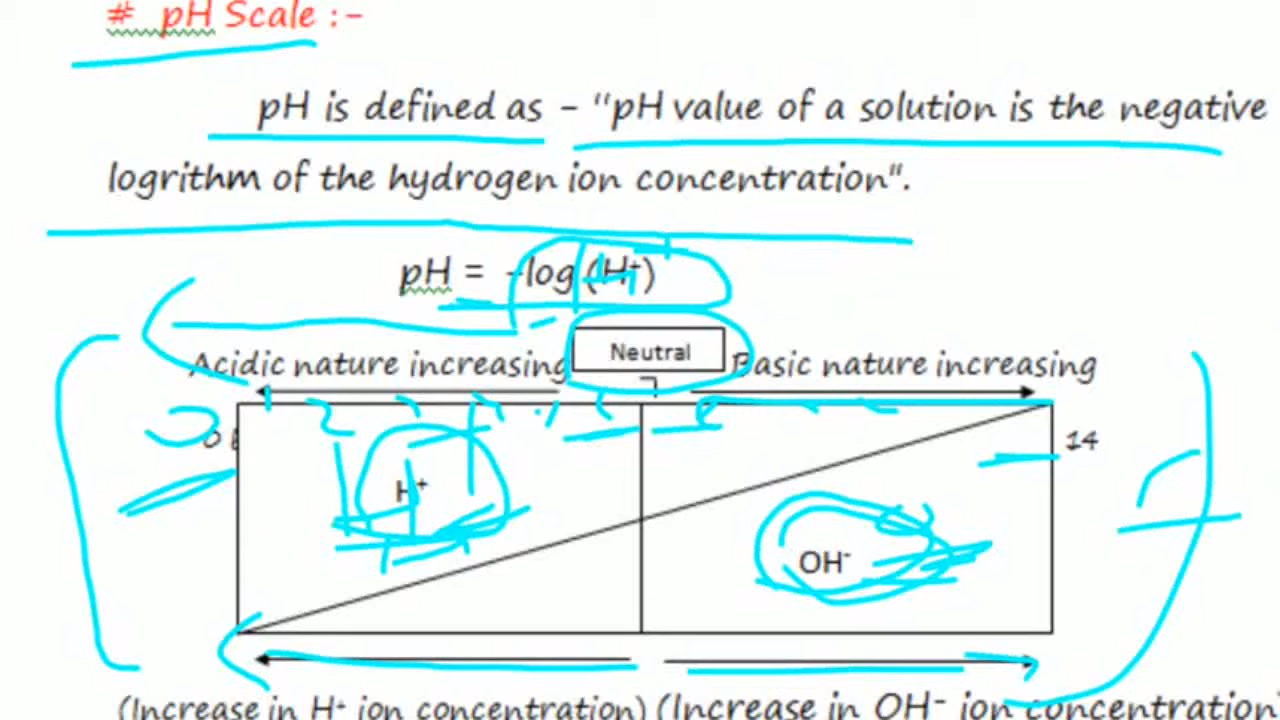 # pH Scale :-
pH is defined as - "pH value of a solution is the negative
logrithm of the hydrogen ion concentration".
pH = -log (H⁺)
Neutral
Acidic nature increasing
Basic nature increasing
7
0
14
H⁺
OH⁻
(Increase in H⁺ ion concentration) (Increase in OH⁻ ion concentration)